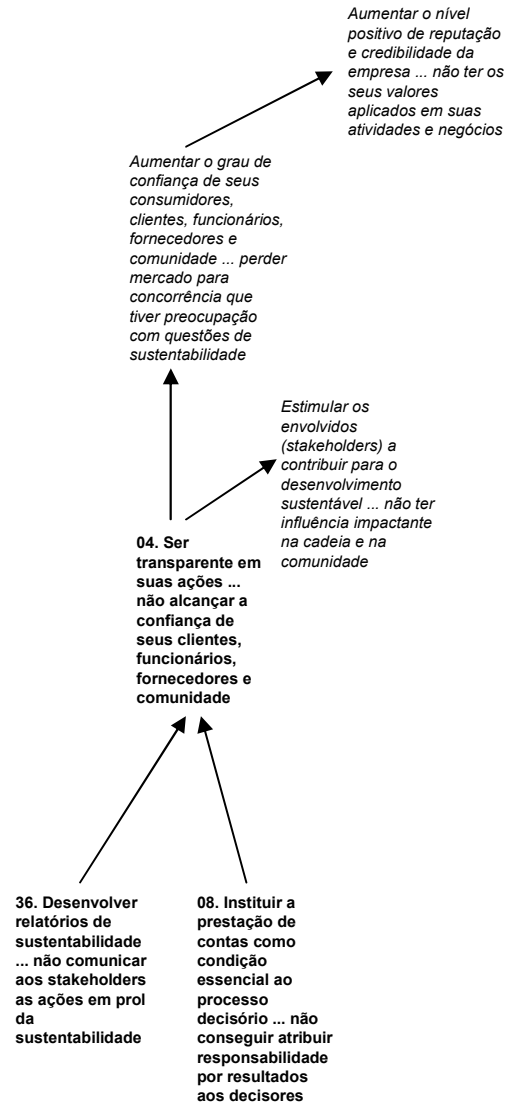 Aumentar o nível
positivo de reputação
e credibilidade da
empresa ... não ter os
seus valores
aplicados em suas
atividades e negócios
Aumentar o grau de
confiança de seus
consumidores,
clientes, funcionários,
fornecedores e
comunidade ... perder
mercado para
concorrência que
tiver preocupação
com questões de
sustentabilidade
Estimular os
envolvidos
(stakeholders) a
contribuir para o
desenvolvimento
sustentável ... não ter
influência impactante
na cadeia e na
comunidade
04. Ser
transparente em
suas ações ...
não alcançar a
confiança de
seus clientes,
funcionários,
fornecedores e
comunidade
36. Desenvolver
relatórios de
sustentabilidade
... não comunicar
aos stakeholders
as ações em prol
da
sustentabilidade
08. Instituir a
prestação de
contas como
condição
essencial ao
processo
decisório ... não
conseguir atribuir
responsabilidade
por resultados
aos decisores